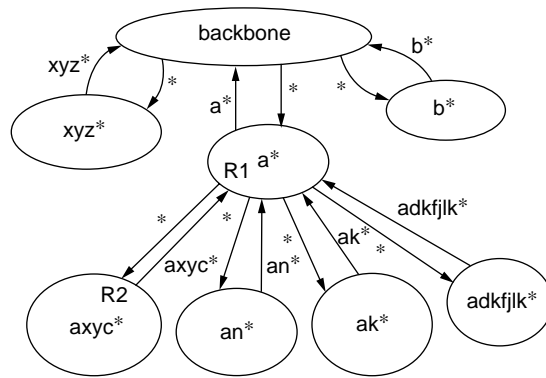 backbone
xyz*
*
a*
*
*
b*
xyz*
b*
R1 a*
*
*
axyc*
an*
*
ak*
*
adkfjlk*
R2
axyc*
an*
ak*
adkfjlk*